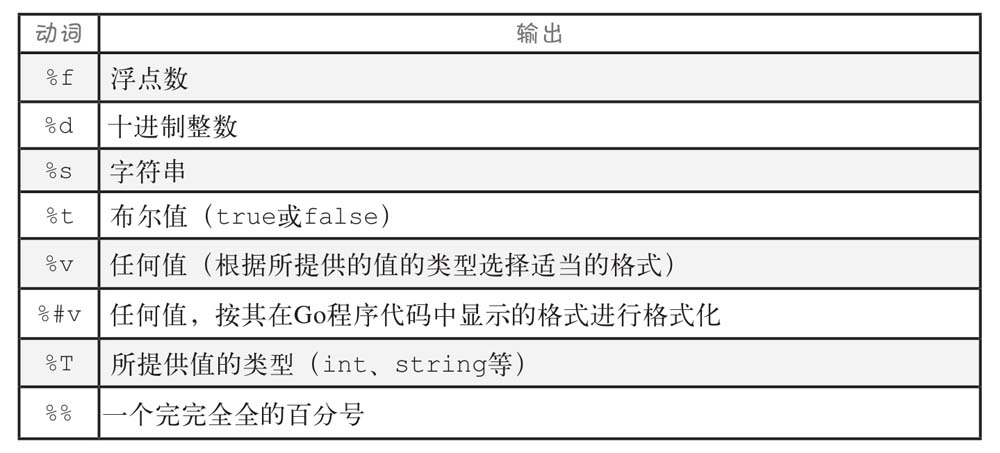 动词 输出
%f 浮点数
%d 十进制整数
%s 字符串
%t 布尔值（true或false）
%v 任何值（根据所提供的值的类型选择适当的格式）
%#v 任何值，按其在Go程序代码中显示的格式进行格式化
%T 所提供值的类型（int、string等）
%% 一个完完全全的百分号